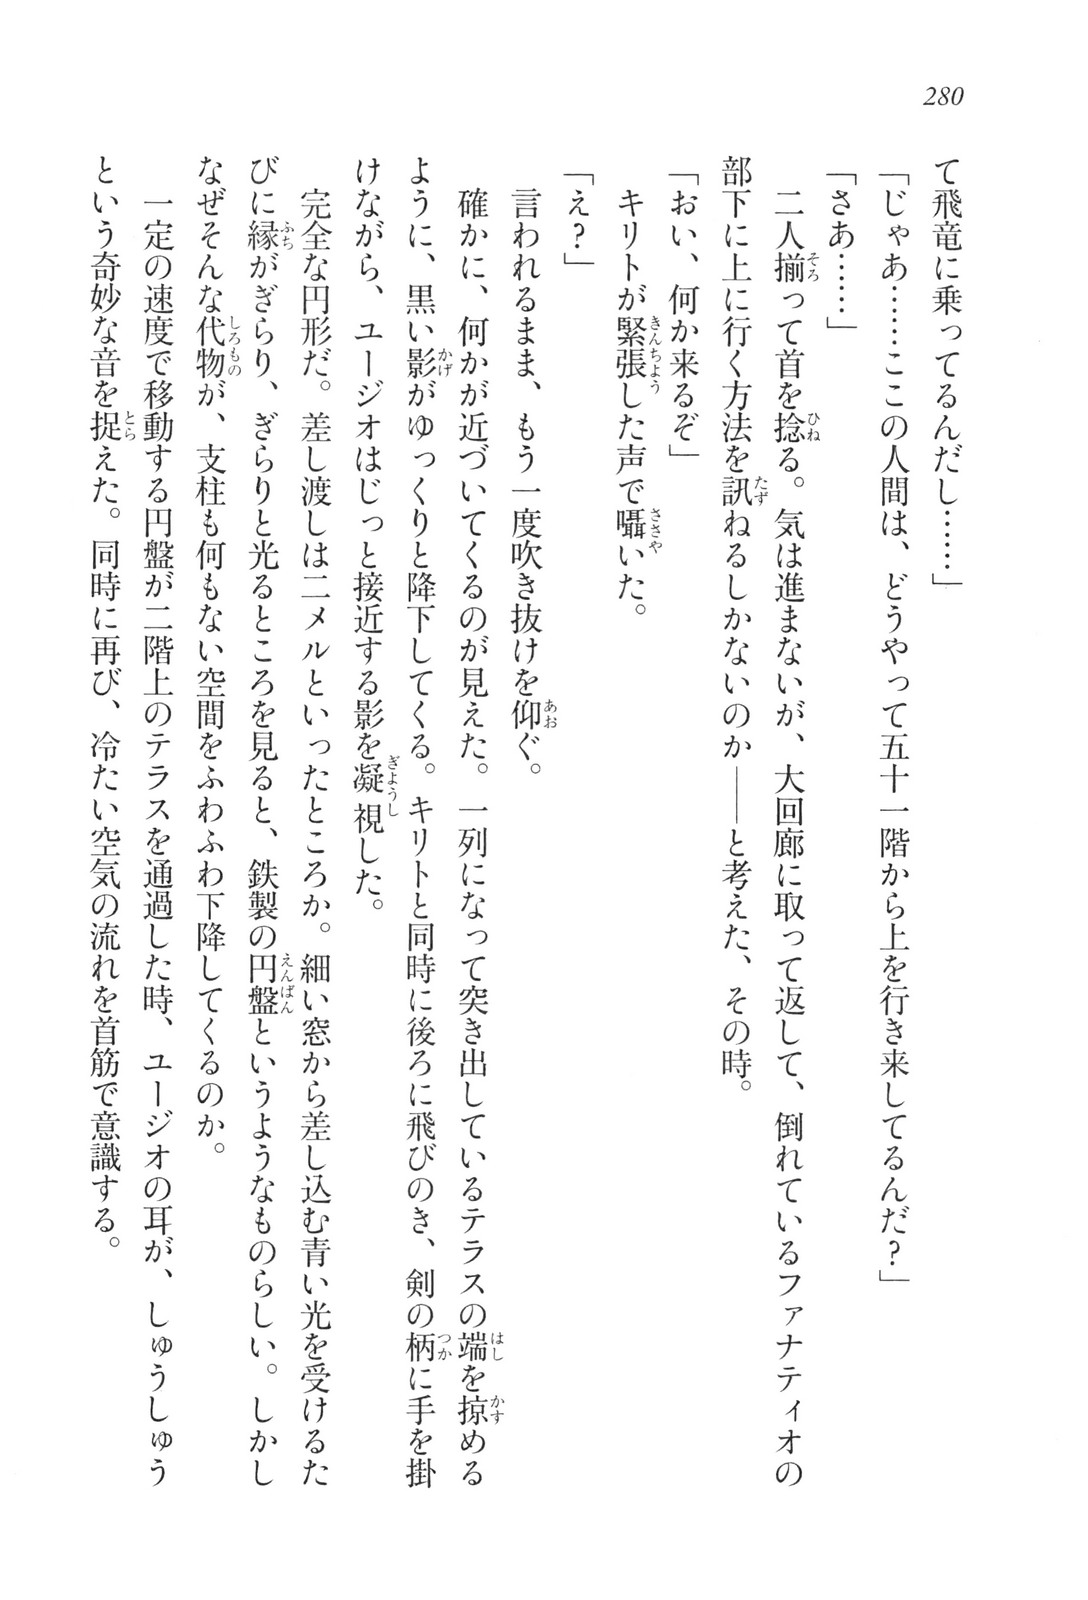 280
て飛竜に乗ってるんだし……」
「じゃあ……ここの人間は、どうやって五十一階から上を行き来してるんだ？」
「さあ……」
二人揃って首を捻る。気は進まないが、大回廊に取って返して、倒れているファナティオの
部下に上に行く方法を訊ねるしかないのか――と考えた、その時。
「おい、何か来るぞ」
キリトが緊張した声で囁いた。
「え？」
言われるまま、もう一度吹き抜けを仰ぐ。
確かに、何かが近づいてくるのが見えた。一列になって突き出しているテラスの端を掠める
ように、黒い影がゆっくりと降下してくる。キリトと同時に後ろに飛びのき、剣の柄に手を掛
けながら、ユージオはじっと接近する影を凝視した。
完全な円形だ。差し渡しは二メルといったところか。細い窓から差し込む青い光を受けるた
びに縁がぎらり、ぎらりと光るところを見ると、鉄製の円盤というようなものらしい。しかし
なぜそんな代物が、支柱も何もない空間をふわふわ下降してくるのか。
一定の速度で移動する円盤が二階上のテラスを通過した時、ユージオの耳が、しゅうしゅう
という奇妙な音を捉えた。同時に再び、冷たい空気の流れを首筋で意識する。